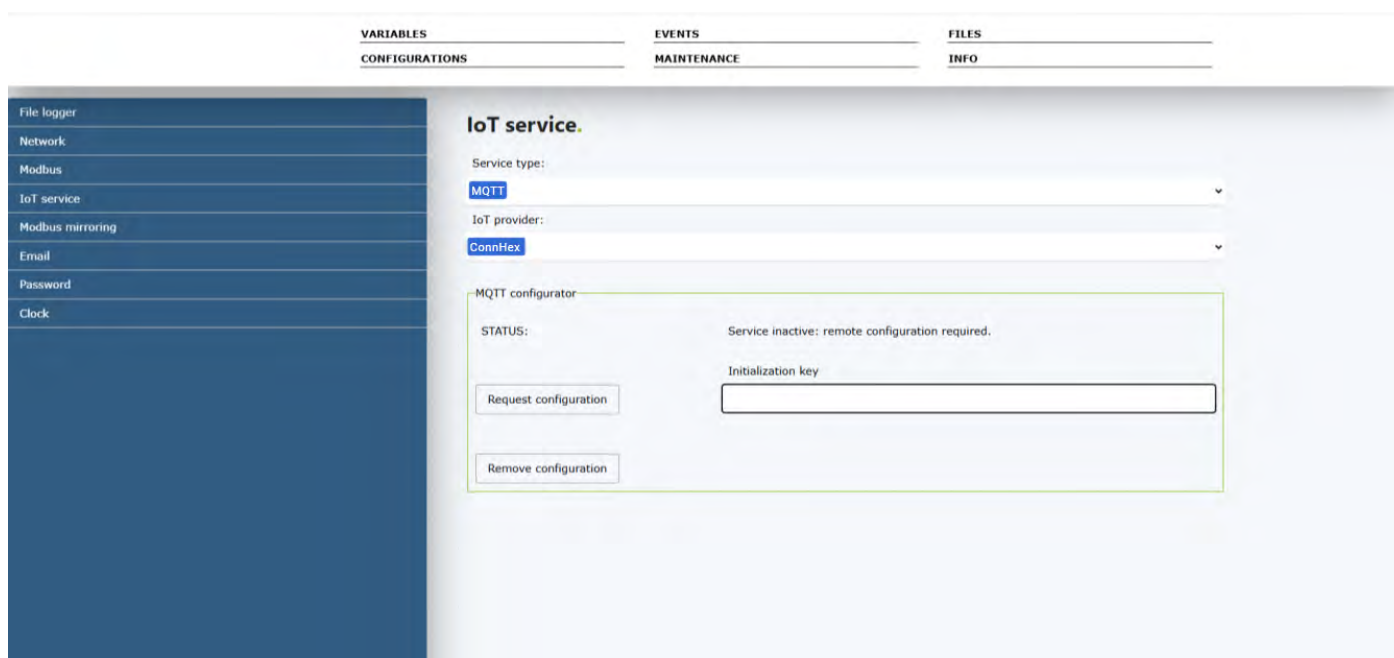 VARIABLES
EVENTS
FILES
CONFIGURATIONS
MAINTENANCE
INFO
File logger
Network
Modbus
IoT service
Modbus mirroring
Email
Password
Clock
IoT service.
Service type:
MQTT
IoT provider:
ConnHex
MQTT configurator
STATUS:
Service inactive: remote configuration required.
Initialization key
Request configuration
Remove configuration